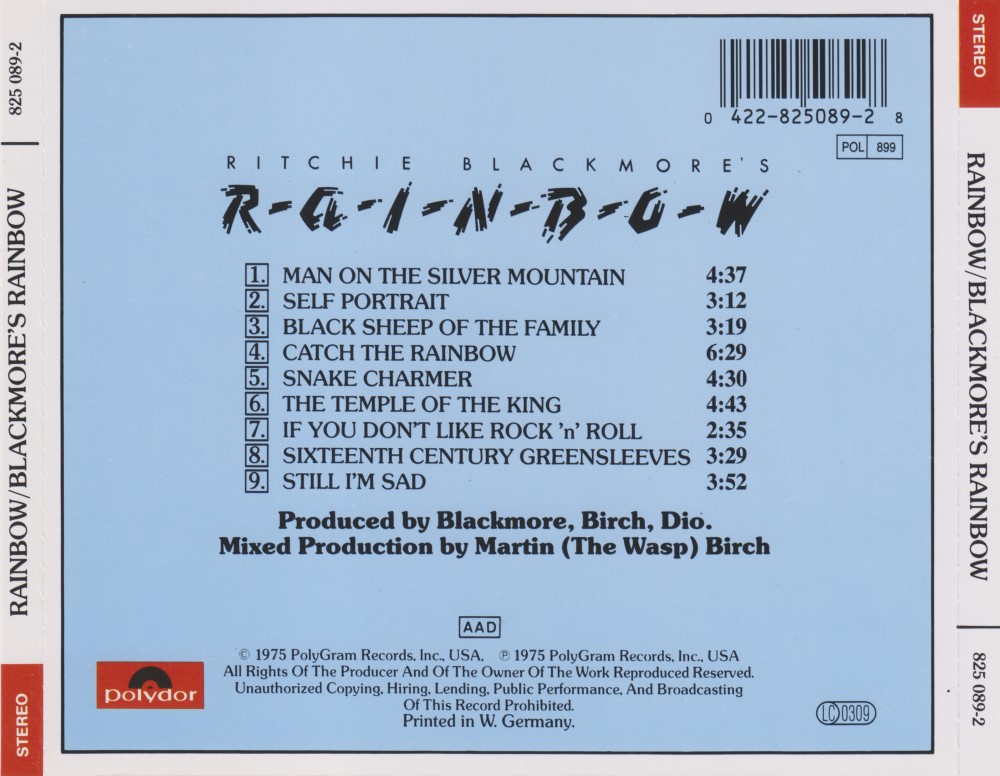 825 089-2
RAINBOW/BLACKMORE'S RAINBOW
STEREO
0 422-825089-2 8
POL 899
RITCHIE BLACKMORE'S
R-A-I-N-B-O-W
1. MAN ON THE SILVER MOUNTAIN 4:37
2. SELF PORTRAIT 3:12
3. BLACK SHEEP OF THE FAMILY 3:19
4. CATCH THE RAINBOW 6:29
5. SNAKE CHARMER 4:30
6. THE TEMPLE OF THE KING 4:43
7. IF YOU DON'T LIKE ROCK 'n' ROLL 2:35
8. SIXTEENTH CENTURY GREENSLEEVES 3:29
9. STILL I'M SAD 3:52
Produced by Blackmore, Birch, Dio.
Mixed Production by Martin (The Wasp) Birch
AAD
© 1975 PolyGram Records, Inc., USA, ℗ 1975 PolyGram Records, Inc., USA
All Rights Of The Producer And Of The Owner Of The Work Reproduced Reserved.
Unauthorized Copying, Hiring, Lending, Public Performance, And Broadcasting
Of This Record Prohibited.
Printed in W. Germany.
polydor
LC 0309
STEREO
RAINBOW/BLACKMORE'S RAINBOW
825 089-2